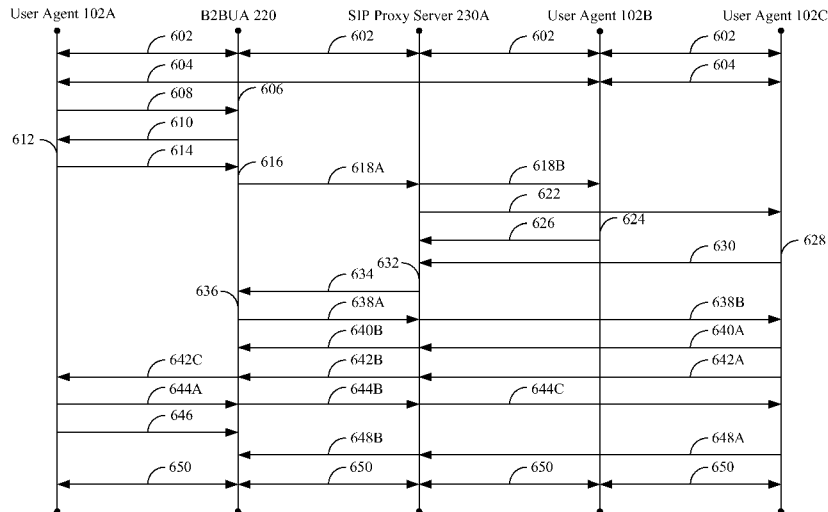 User Agent 102A B2BUA 220 SIP Proxy Server 230A User Agent 102B User Agent 102C
602 602 602 602
604 604
608 606
612 610
614 616 618A 618B
622
626 624
630 628
632
634
636
638A 638B
640B 640A
642C 642B 642A
644A 644B 644C
646
648B 648A
650 650 650 650